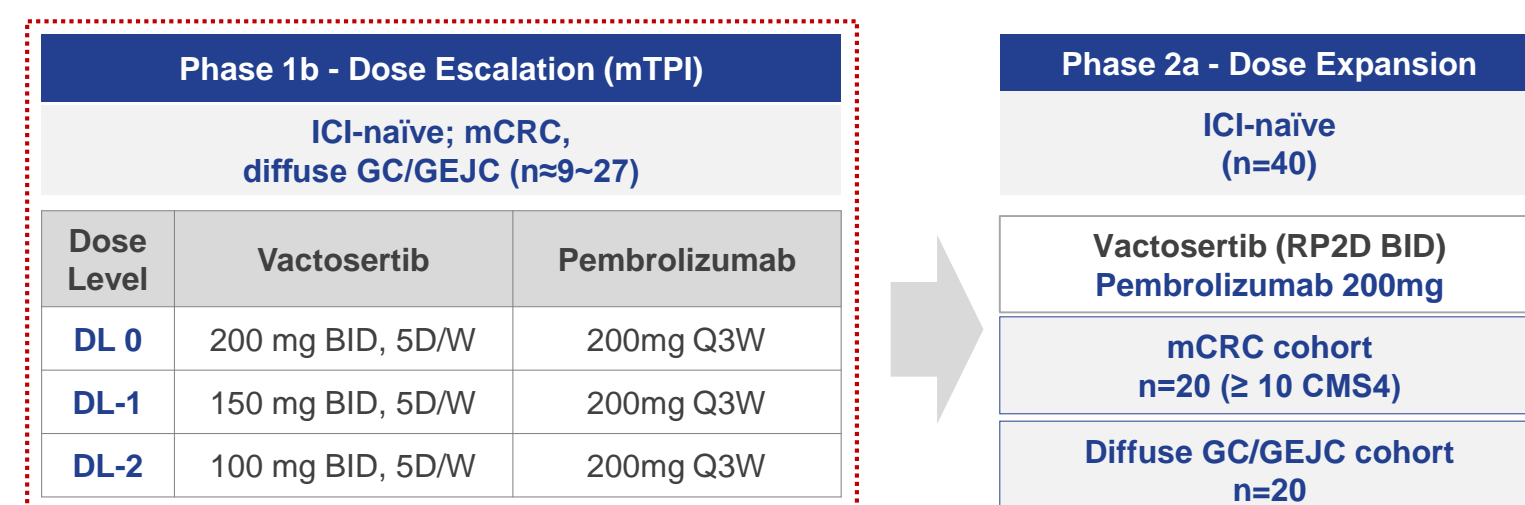 Phase 1b - Dose Escalation (mTPI)
ICI-naïve; mCRC,
diffuse GC/GEJC (n≈9~27)
Dose Level Vactosertib Pembrolizumab
DL 0 200 mg BID, 5D/W 200mg Q3W
DL-1 150 mg BID, 5D/W 200mg Q3W
DL-2 100 mg BID, 5D/W 200mg Q3W
Phase 2a - Dose Expansion
ICI-naïve
(n=40)
Vactosertib (RP2D BID)
Pembrolizumab 200mg
mCRC cohort
n=20 (≥ 10 CMS4)
Diffuse GC/GEJC cohort
n=20